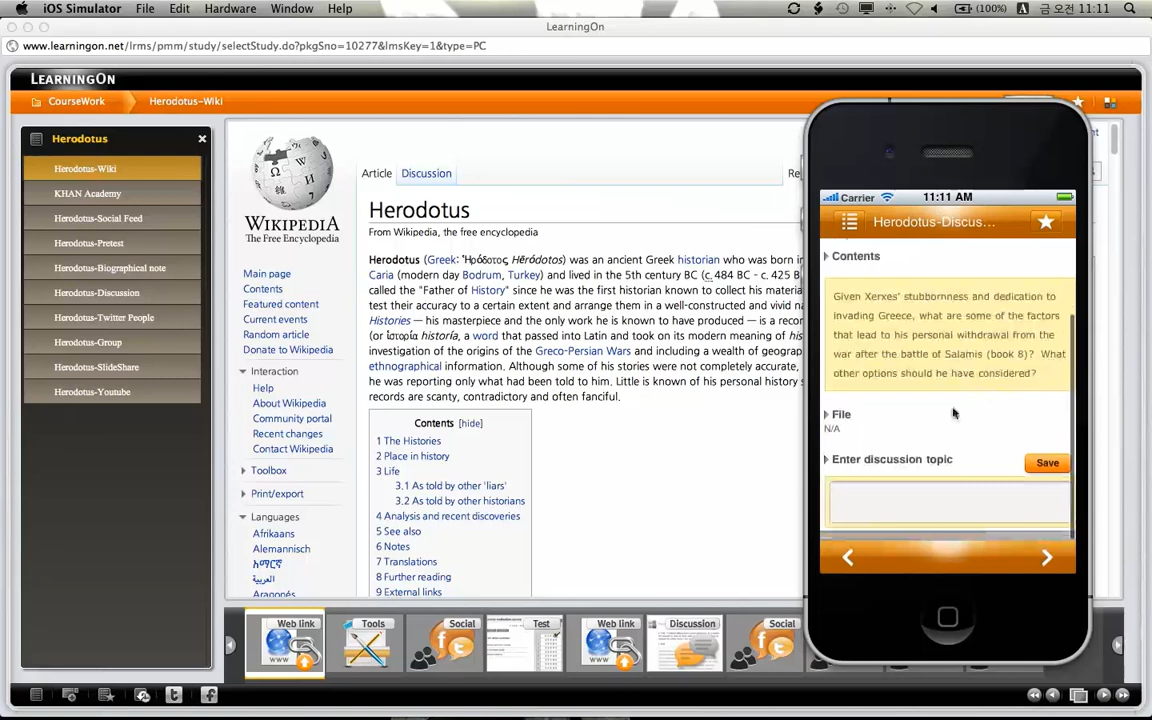 iOS Simulator File Edit Hardware Window Help
(100%) A 금 오전 11:11
LearningOn
www.learningon.net/lrms/pmm/study/selectStudy.do?pkgSno=10277&lmsKey=1&type=PC
LEARNINGON
CourseWork Herodotus-Wiki
Herodotus
Herodotus-Wiki
KHAN Academy
Herodotus-Social Feed
Herodotus-Pretest
Herodotus-Biographical note
Herodotus-Discussion
Herodotus-Twitter People
Herodotus-Group
Herodotus-SlideShare
Herodotus-Youtube
WIKIPEDIA
The Free Encyclopedia
Main page
Contents
Featured content
Current events
Random article
Donate to Wikipedia
Interaction
Help
About Wikipedia
Community portal
Recent changes
Contact Wikipedia
Toolbox
Print/export
Languages
Afrikaans
Alemannisch
አማርኛ
العربية
Aragonés
Article Discussion Re
Herodotus
From Wikipedia, the free encyclopedia
Herodotus (Greek: Ἡρόδοτος, Hēródotos) was an ancient Greek historian who was born in
Caria (modern day Bodrum, Turkey) and lived in the 5th century BC (c. 484 BC - c. 425 B
called the "Father of History" since he was the first historian known to collect his materia
test their accuracy to a certain extent and arrange them in a well-constructed and vivid na
Histories — his masterpiece and the only work he is known to have produced — is a recor
(or ἱστορία istoría, a word that passed into Latin and took on its modern meaning of his
investigation of the origins of the Greco-Persian Wars and including a wealth of geograp
ethnographical information. Although some of his stories were not completely accurate,
he was reporting only what had been told to him. Little is known of his personal history s
records are scanty, contradictory and often fanciful.
Contents [hide]
1 The Histories
2 Place in history
3 Life
3.1 As told by other 'liars'
3.2 As told by other historians
4 Analysis and recent discoveries
5 See also
6 Notes
7 Translations
8 Further reading
9 External links
Carrier 11:11 AM
Herodotus-Discus...
Contents
Given Xerxes' stubbornness and dedication to
invading Greece, what are some of the factors
that lead to his personal withdrawal from the
war after the battle of Salamis (book 8)? What
other options should he have considered?
File
N/A
Enter discussion topic Save
Web link Tools Social Test Web link Discussion Social